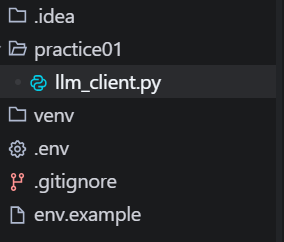 .idea
practice01
llm_client.py
venv
.env
.gitignore
env.example